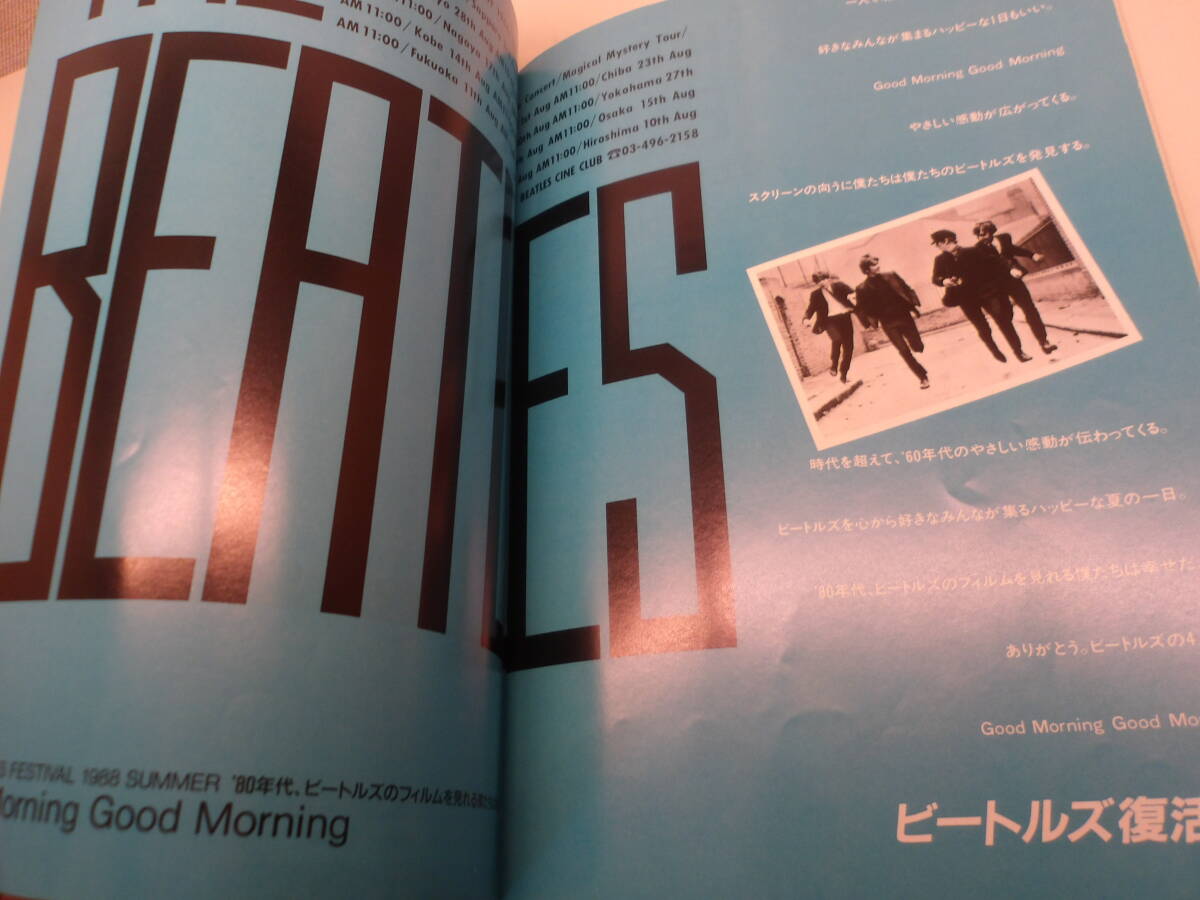 THE
BEATLES
AM 11:00/Nagoya
28th Aug
AM 11:00/Kobe 14th Aug
AM 11:00/Fukuoka 11th Aug
Concert/Magical Mystery Tour/
Aug AM11:00/Chiba 23th Aug
Aug AM11:00/Yokohama 27th
Aug AM11:00/Osaka 15th Aug
Aug AM11:00/Hiroshima 10th Aug
BEATLES CINE CLUB ☎03-496-2158
FESTIVAL 1988 SUMMER '80年代、ビートルズのフィルムを見れる
Morning Good Morning
好きなみんなが集まるハッピーな1日もいい。
Good Morning Good Morning
やさしい感動が広がってくる。
スクリーンの向うに僕たちは僕たちのビートルズを発見する。
時代を超えて、'60年代のやさしい感動が伝わってくる。
ビートルズを心から好きなみんなが集るハッピーな夏の一日。
'80年代、ビートルズのフィルムを見れる僕たちは幸せだ
ありがとう。ビートルズの4
Good Morning Good Mor
ビートルズ復活